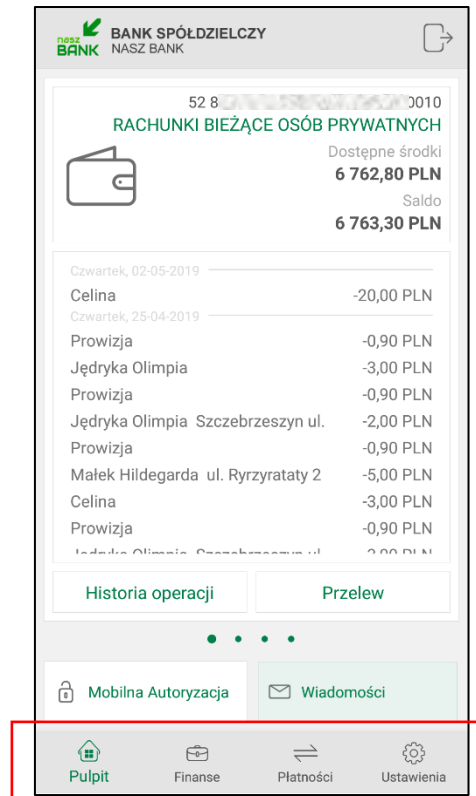 nasz BANK
BANK SPÓŁDZIELCZY
NASZ BANK
52 8 0010
RACHUNKI BIEŻĄCE OSÓB PRYWATNYCH
Dostępne środki
6 762,80 PLN
Saldo
6 763,30 PLN
Czwartek, 02-05-2019
Celina -20,00 PLN
Czwartek, 25-04-2019
Prowizja -0,90 PLN
Jędryka Olimpia -3,00 PLN
Prowizja -0,90 PLN
Jędryka Olimpia Szczebrzeszyn ul. -2,00 PLN
Prowizja -0,90 PLN
Małek Hildegarda ul. Ryrzyrataty 2 -5,00 PLN
Celina -3,00 PLN
Prowizja -0,90 PLN
Historia operacji Przelew
Mobilna Autoryzacja Wiadomości
Pulpit Finanse Płatności Ustawienia